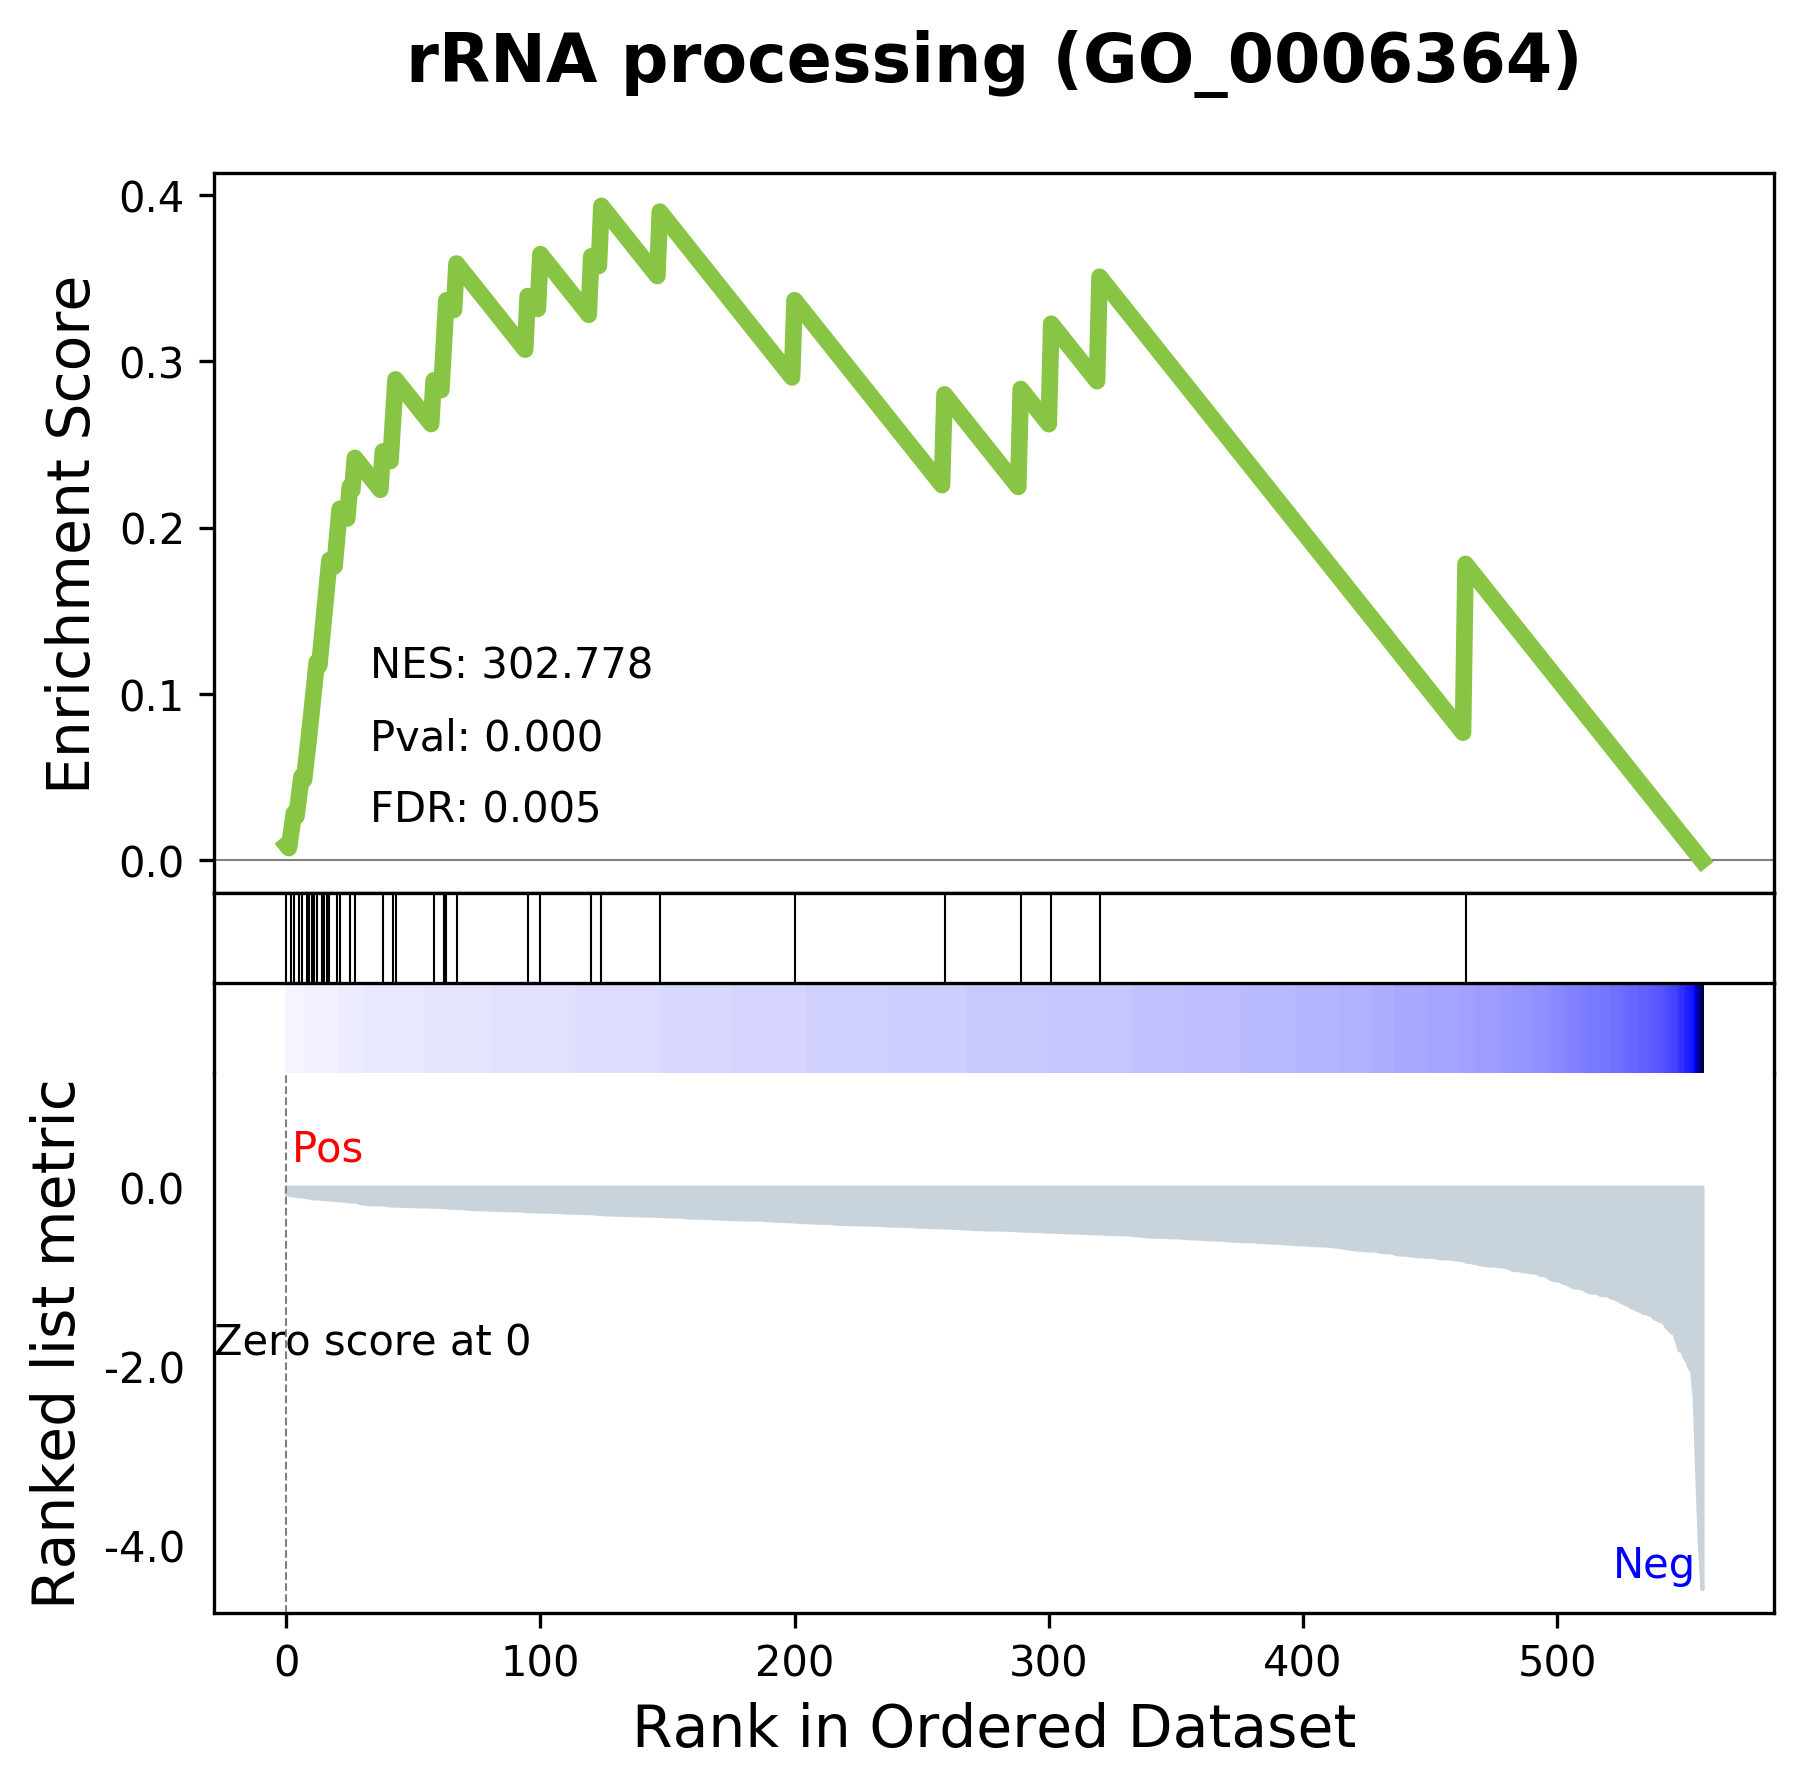 rRNA processing (GO_0006364)
Enrichment Score
0.4
0.3
0.2
0.1
0.0
NES: 302.778
Pval: 0.000
FDR: 0.005
Ranked list metric
Pos
0.0
Zero score at 0
-2.0
-4.0
Neg
0 100 200 300 400 500
Rank in Ordered Dataset